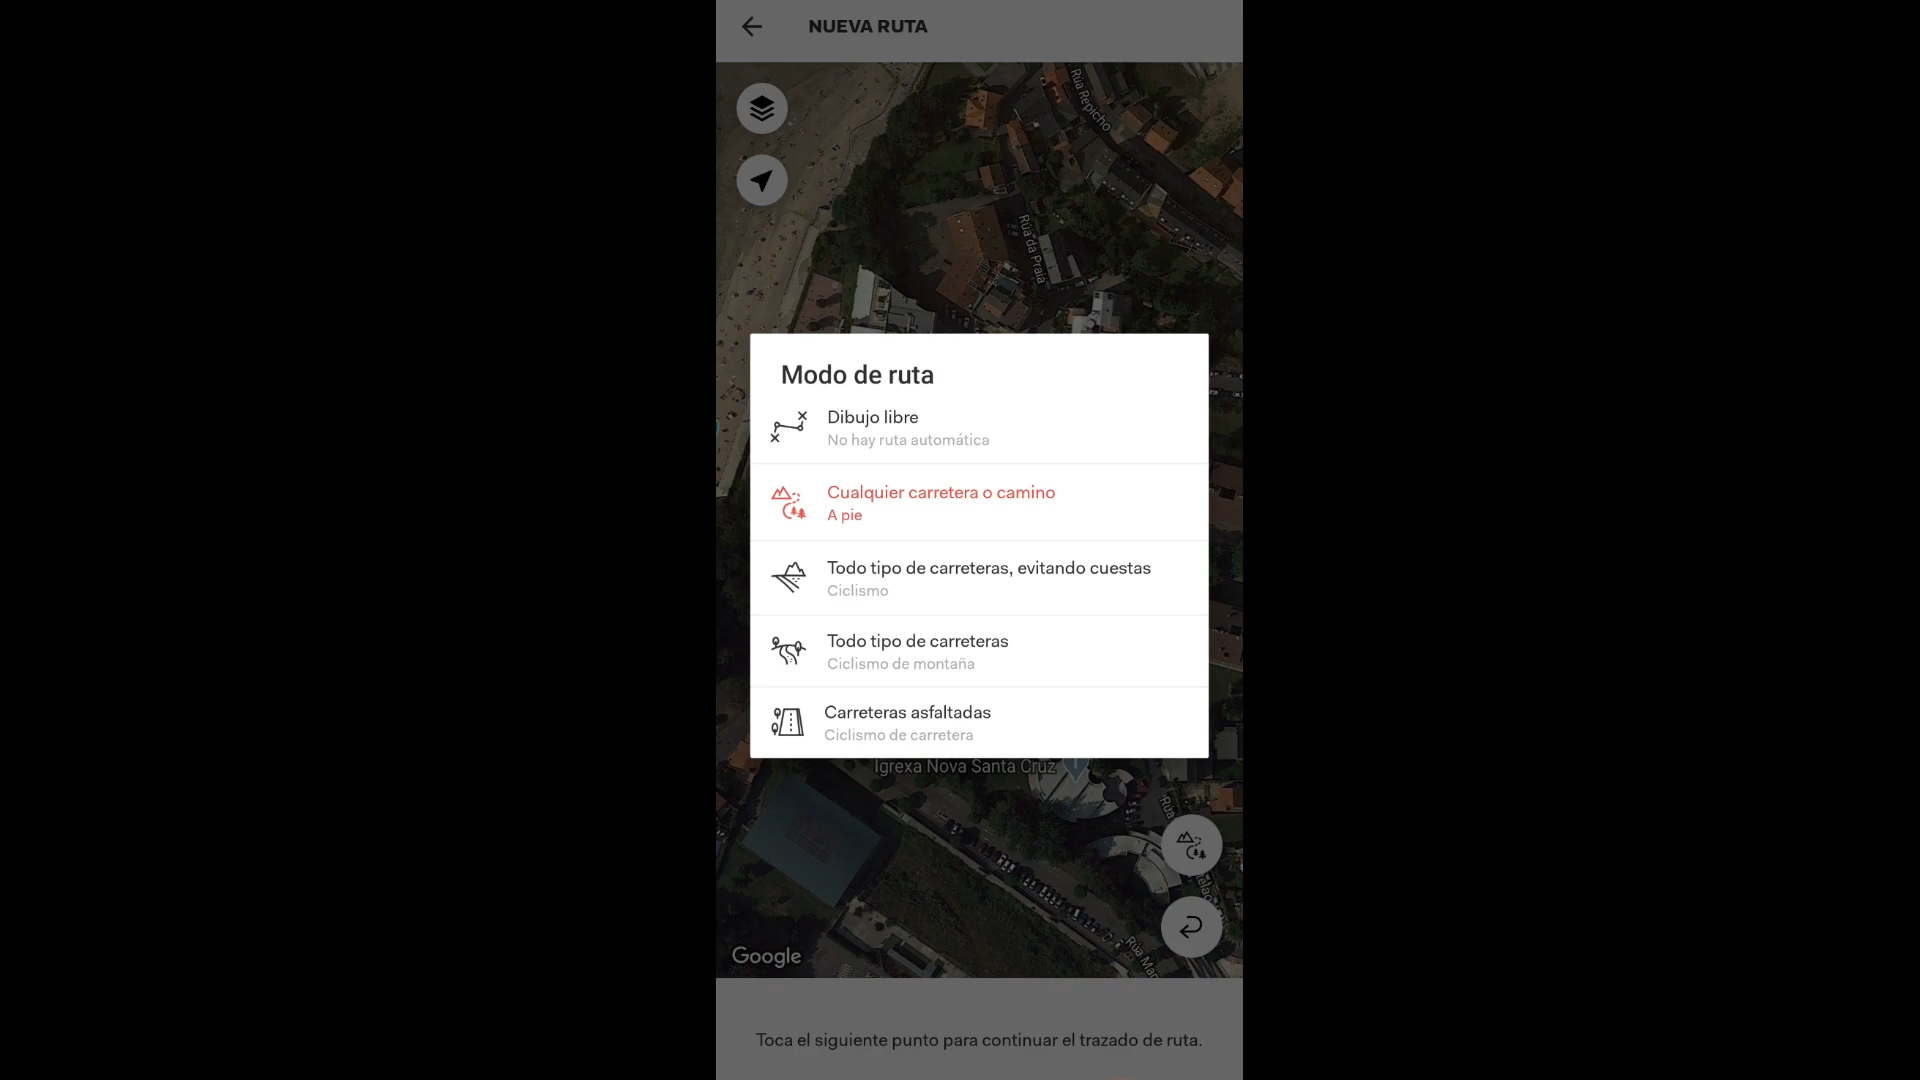 NUEVA RUTA
Rúa Repicho
Rúa da Praia
Modo de ruta
Dibujo libre
No hay ruta automática
Cualquier carretera o camino
A pie
Todo tipo de carreteras, evitando cuestas
Ciclismo
Todo tipo de carreteras
Ciclismo de montaña
Carreteras asfaltadas
Ciclismo de carretera
Igrexa Nova Santa Cruz
Rúa
Rúa
Google
Toca el siguiente punto para continuar el trazado de ruta.